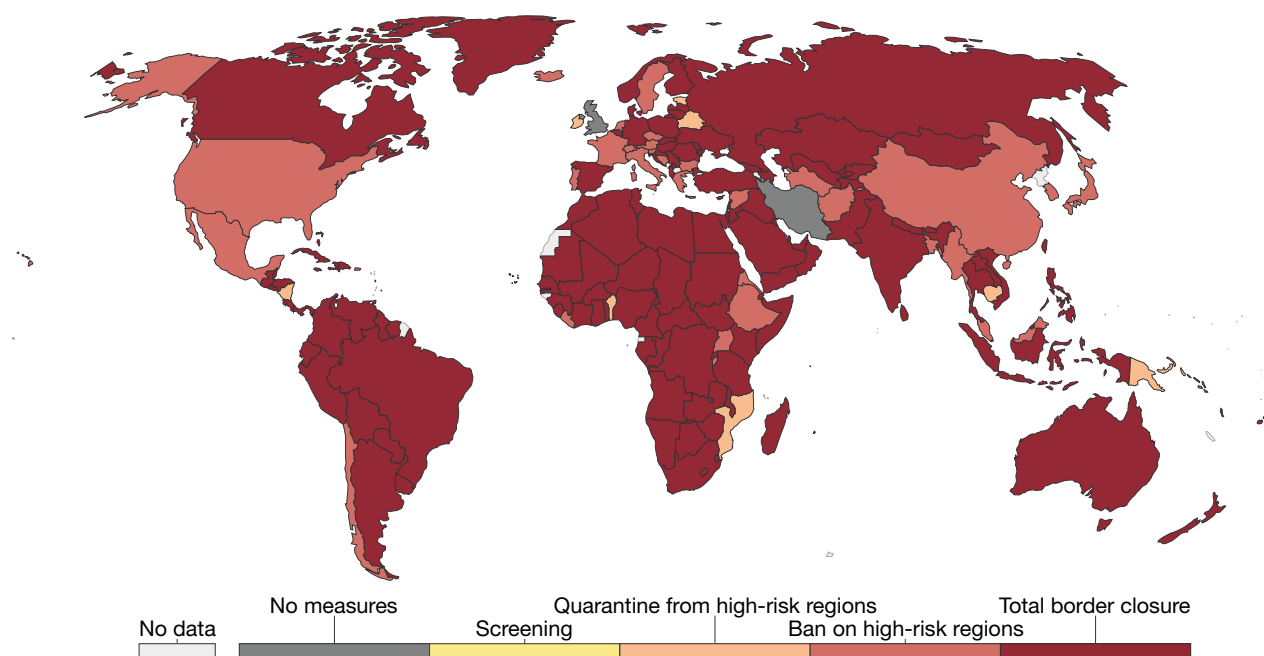 No measures
Quarantine from high-risk regions
Total border closure
No data
Screening
Ban on high-risk regions